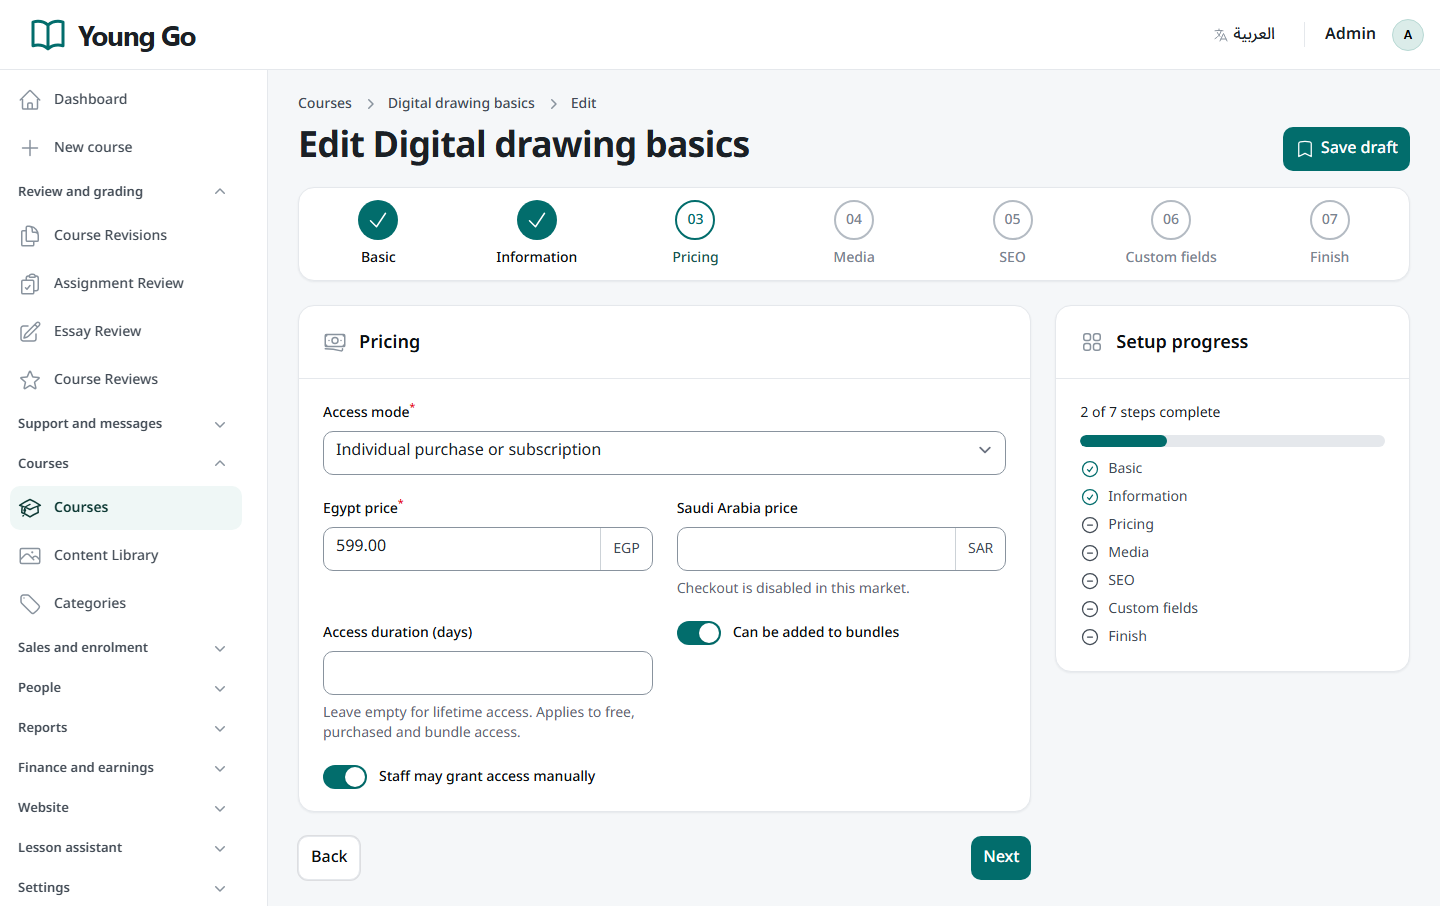 Young Go
العربية
Admin
A
Dashboard
New course
Review and grading
Course Revisions
Assignment Review
Essay Review
Course Reviews
Support and messages
Courses
Courses
Content Library
Categories
Sales and enrolment
People
Reports
Finance and earnings
Website
Lesson assistant
Settings
Courses > Digital drawing basics > Edit
Edit Digital drawing basics
Save draft
Basic
Information
03
Pricing
04
Media
05
SEO
06
Custom fields
07
Finish
Pricing
Access mode*
Individual purchase or subscription
Egypt price*
599.00 EGP
Saudi Arabia price
SAR
Checkout is disabled in this market.
Access duration (days)
Leave empty for lifetime access. Applies to free,
purchased and bundle access.
Can be added to bundles
Staff may grant access manually
Back
Next
Setup progress
2 of 7 steps complete
Basic
Information
Pricing
Media
SEO
Custom fields
Finish